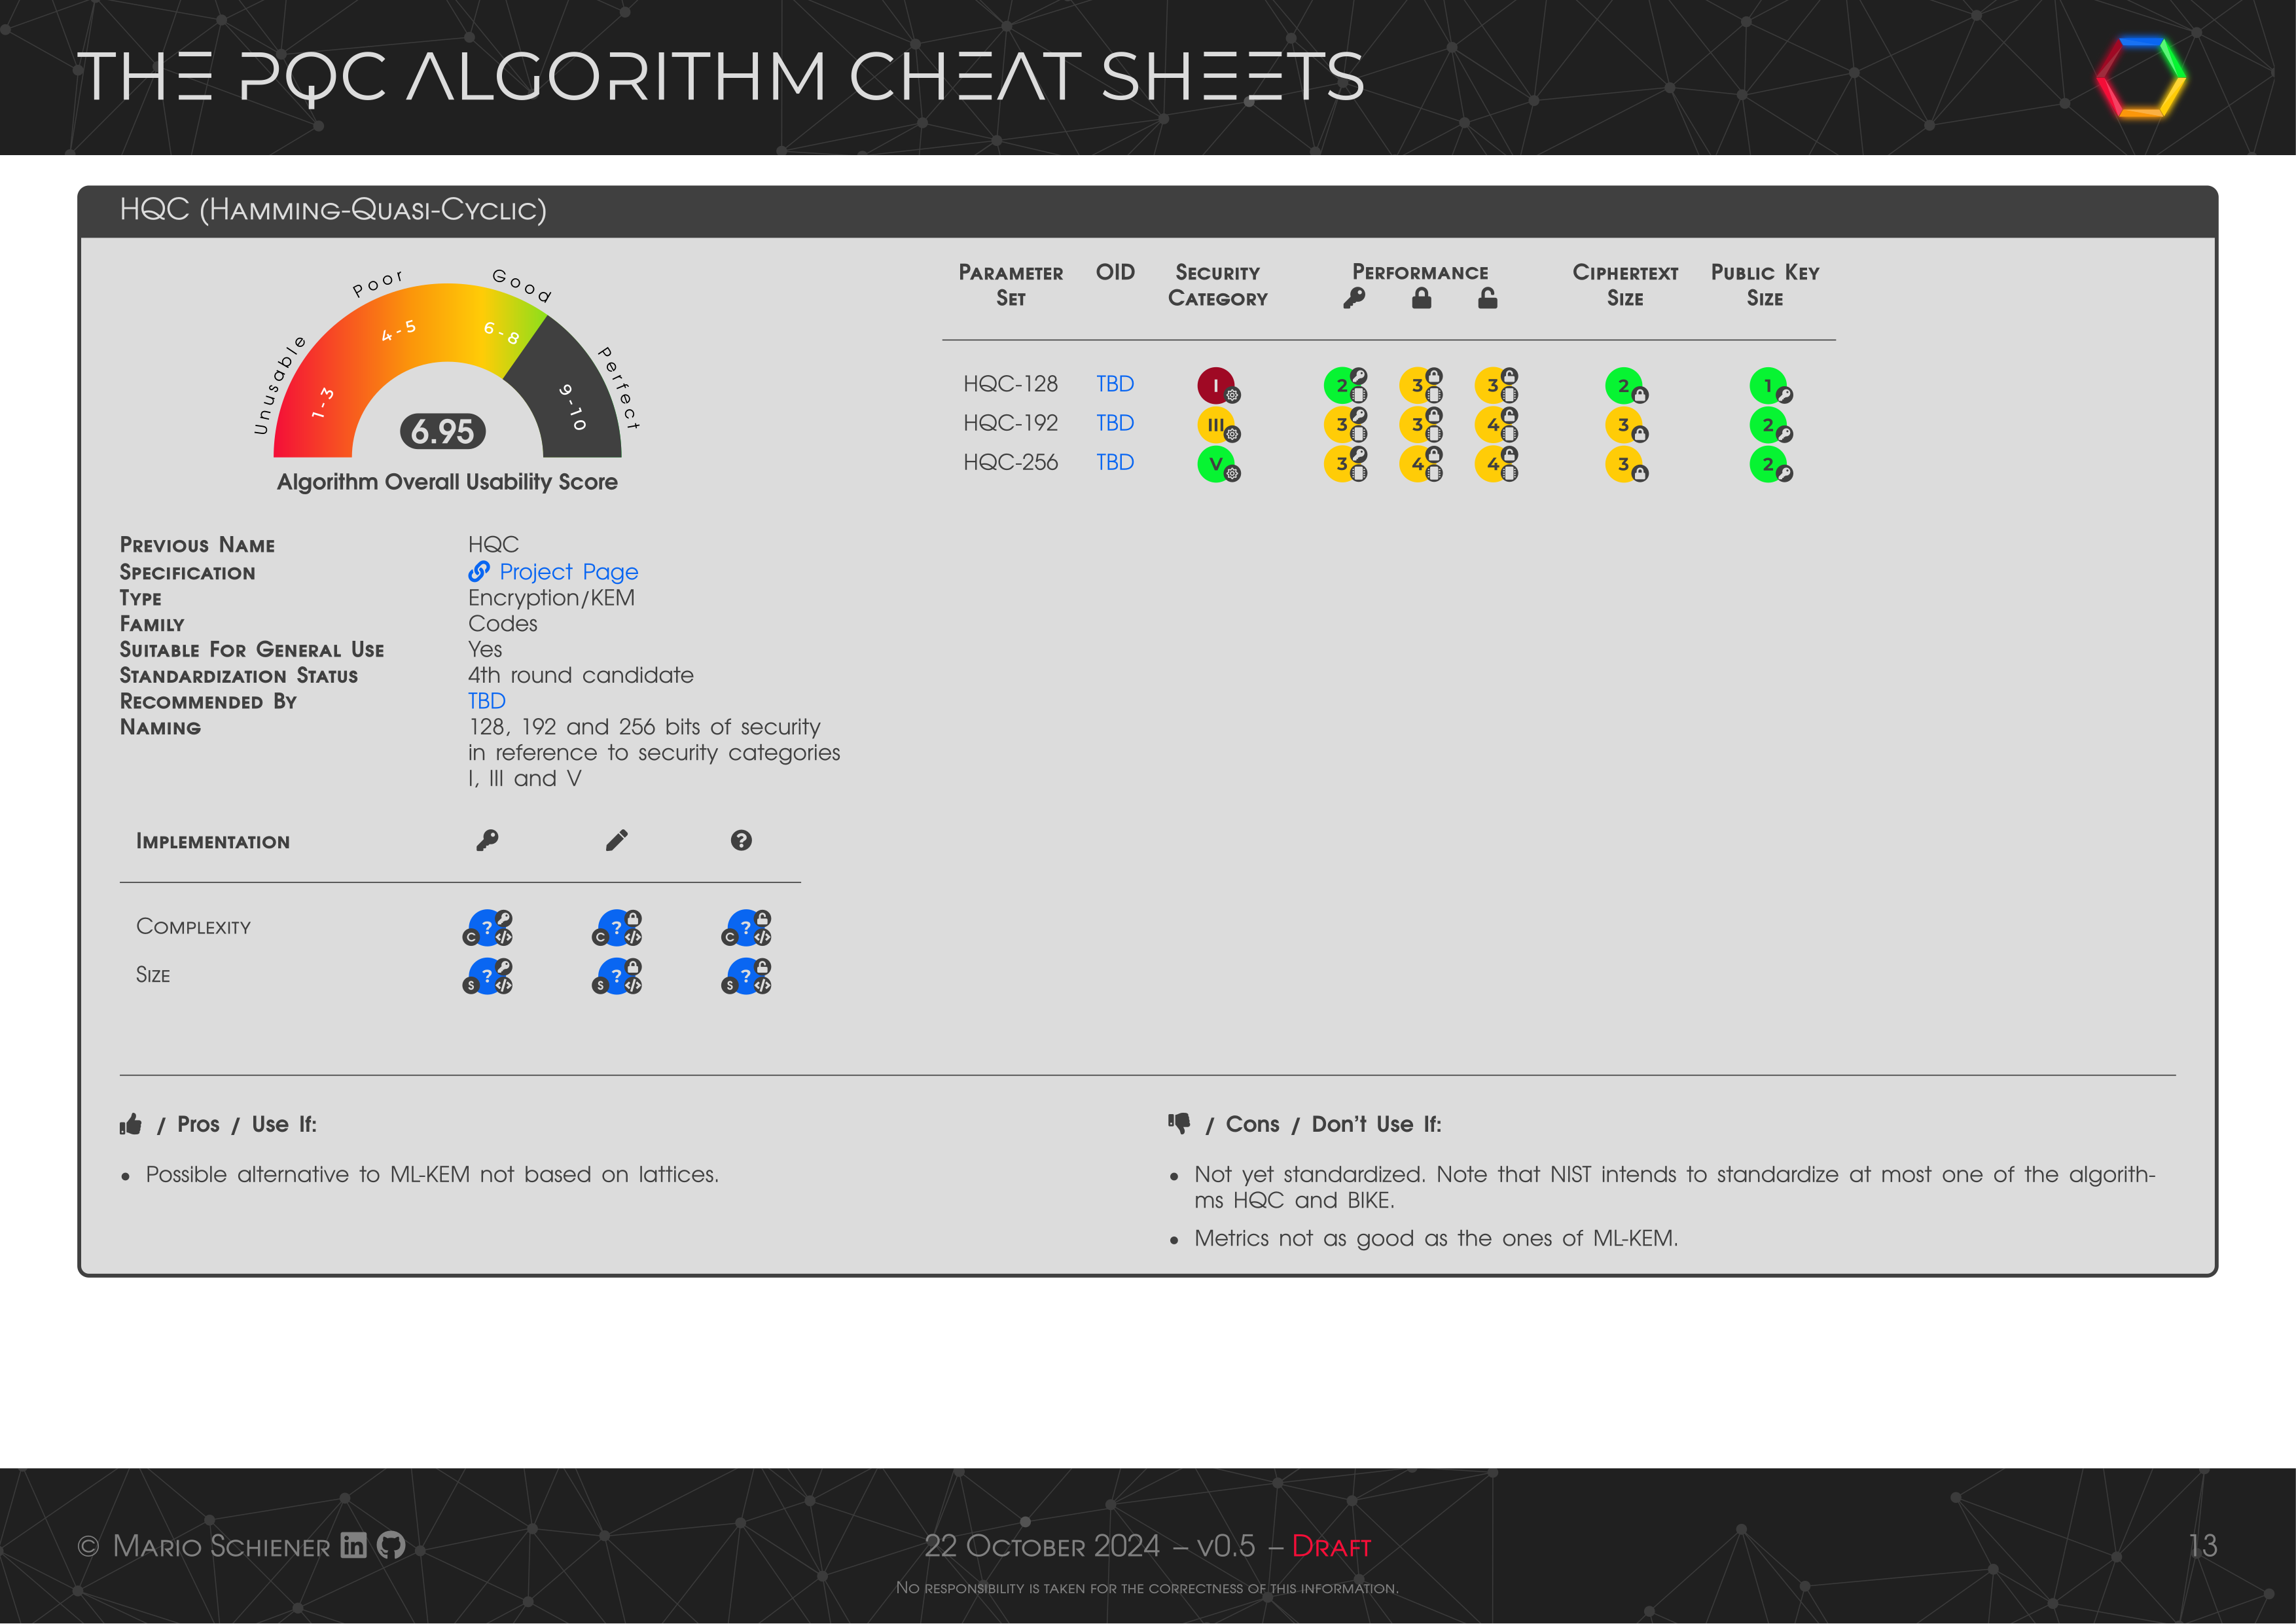 THE PQC ALGORITHM CHEAT SHEETS
HQC (Hamming-Quasi-Cyclic)
Unusable
Poor
Good
Perfect
1-3
4-5
6-8
9-10
6.95
Algorithm Overall Usability Score
Previous Name HQC
Specification Project Page
Type Encryption/KEM
Family Codes
Suitable For General Use Yes
Standardization Status 4th round candidate
Recommended By TBD
Naming 128, 192 and 256 bits of security
in reference to security categories
I, III and V
Implementation ?
Complexity ? C ? C ? C
Size ? S ? S ? S
Parameter OID Security Performance Ciphertext Public Key
Set Category Size Size
HQC-128 TBD I 2 3 3 2 1
HQC-192 TBD III 3 3 4 3 2
HQC-256 TBD V 3 4 4 3 2
/ Pros / Use If:
• Possible alternative to ML-KEM not based on lattices.
/ Cons / Don't Use If:
• Not yet standardized. Note that NIST intends to standardize at most one of the algorith-
ms HQC and BIKE.
• Metrics not as good as the ones of ML-KEM.
© Mario Schiener in
22 October 2024 – v0.5 – Draft
13
No responsibility is taken for the correctness of this information.